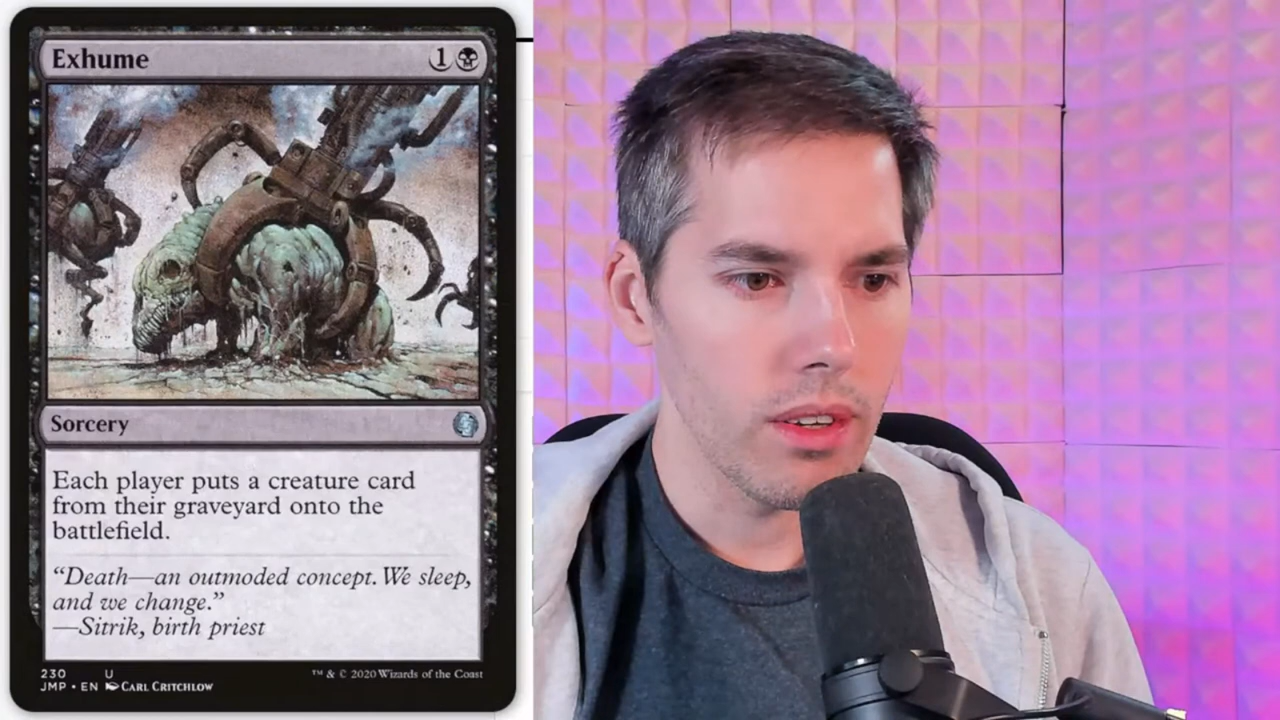 Exhume 1
Sorcery
Each player puts a creature card
from their graveyard onto the
battlefield.
“Death—an outmoded concept. We sleep,
and we change.”
—Sitrik, birth priest
230 U
JMP • EN Carl Critchlow
™ & © 2020 Wizards of the Coast